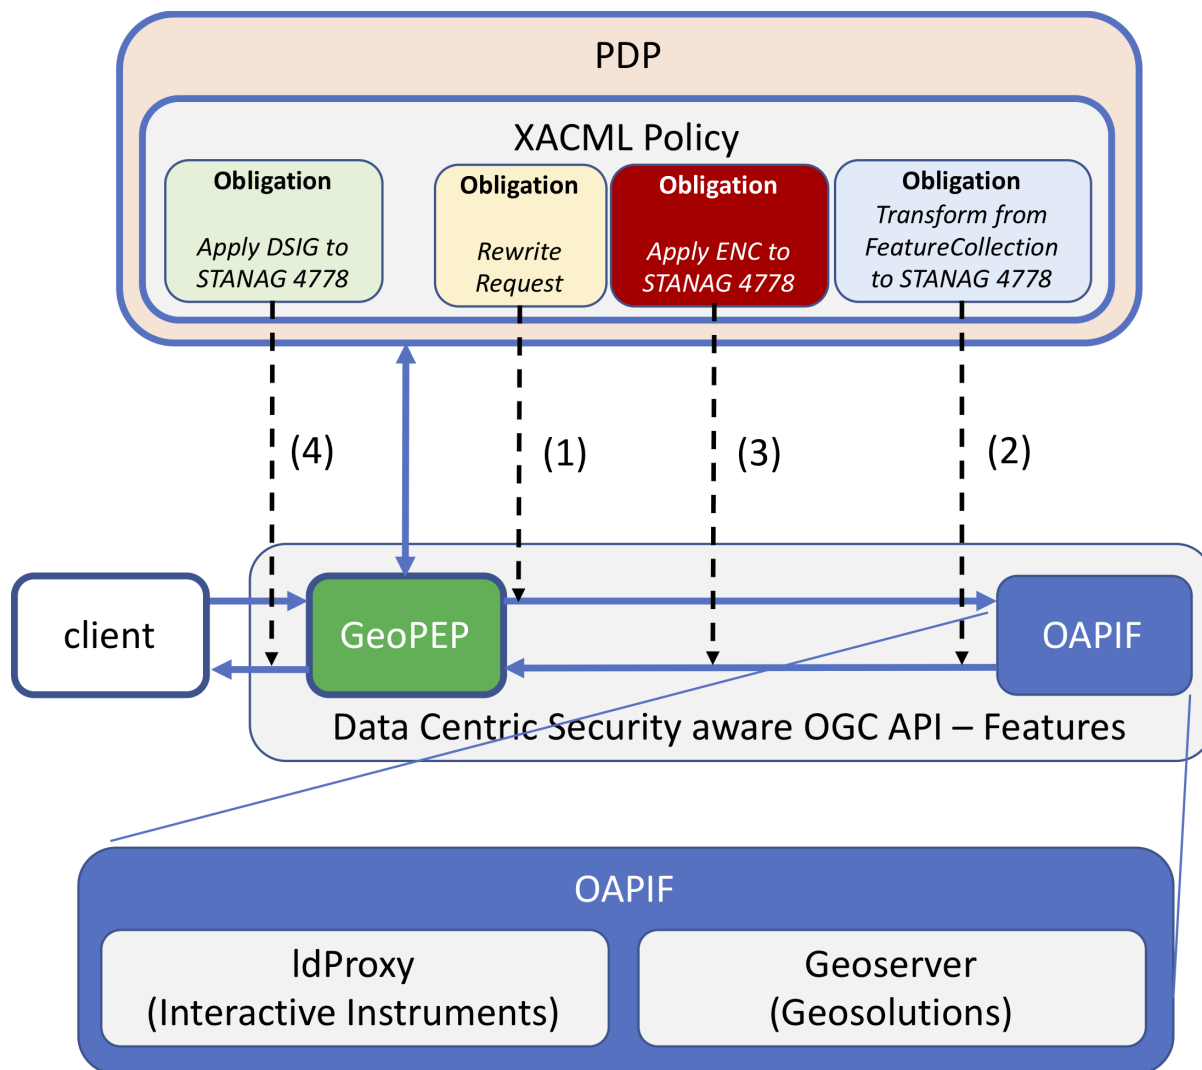 PDP
XACML Policy
Obligation
Apply DSIG to
STANAG 4778
Obligation
Rewrite
Request
Obligation
Apply ENC to
STANAG 4778
Obligation
Transform from
FeatureCollection
to STANAG 4778
(4)
(1)
(3)
(2)
client
GeoPEP
OAPIF
Data Centric Security aware OGC API – Features
OAPIF
ldProxy
(Interactive Instruments)
Geoserver
(Geosolutions)